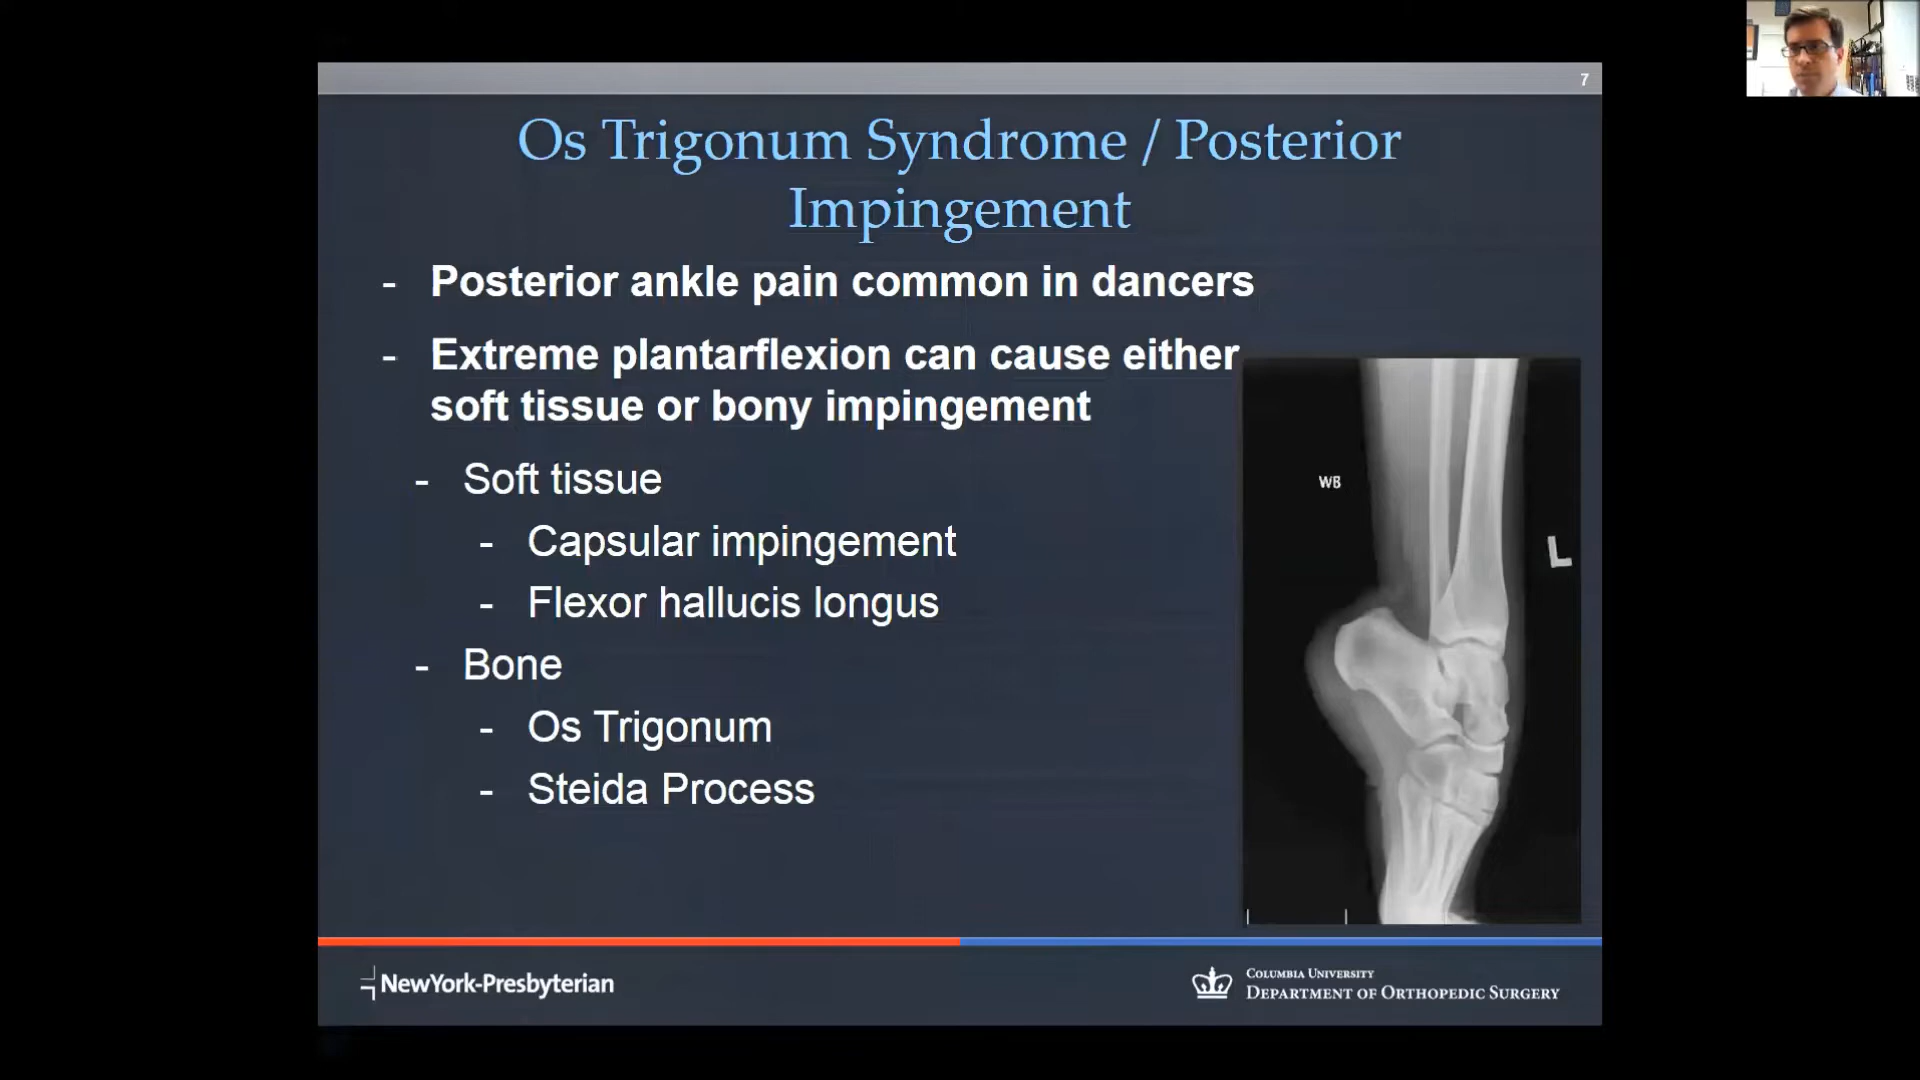 7
Os Trigonum Syndrome / Posterior
Impingement
- Posterior ankle pain common in dancers
- Extreme plantarflexion can cause either
soft tissue or bony impingement
- Soft tissue
- Capsular impingement
- Flexor hallucis longus
- Bone
- Os Trigonum
- Steida Process
WB
L
NewYork-Presbyterian
Columbia University
Department of Orthopedic Surgery